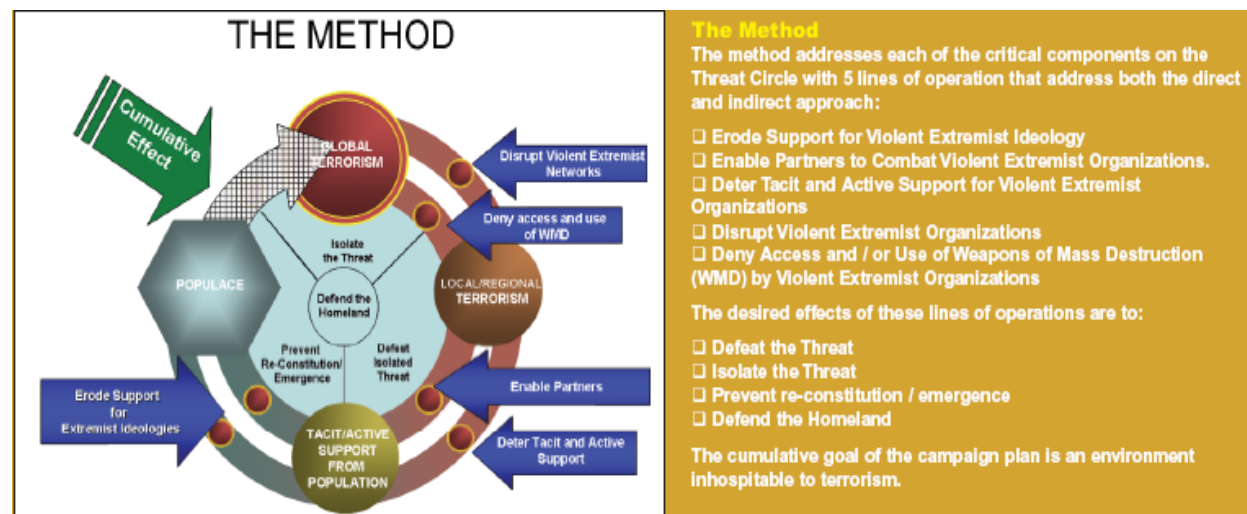 THE METHOD
Cumulative
Effect
GLOBAL
TERRORISM
Disrupt Violent Extremist
Networks
Deny access and use
of WMD
Isolate
the Threat
POPULACE
LOCAL/REGIONAL
TERRORISM
Defend the
Homeland
Prevent
Re-Constitution/
Emergence
Defeat
Isolated
Threat
Erode Support
for
Extremist Ideologies
Enable Partners
TACIT/ACTIVE
SUPPORT
FROM
POPULATION
Deter Tacit and Active
Support
The Method
The method addresses each of the critical components on the
Threat Circle with 5 lines of operation that address both the direct
and indirect approach:
❑ Erode Support for Violent Extremist Ideology
❑ Enable Partners to Combat Violent Extremist Organizations.
❑ Deter Tacit and Active Support for Violent Extremist
Organizations
❑ Disrupt Violent Extremist Organizations
❑ Deny Access and / or Use of Weapons of Mass Destruction
(WMD) by Violent Extremist Organizations
The desired effects of these lines of operations are to:
❑ Defeat the Threat
❑ Isolate the Threat
❑ Prevent re-constitution / emergence
❑ Defend the Homeland
The cumulative goal of the campaign plan is an environment
inhospitable to terrorism.